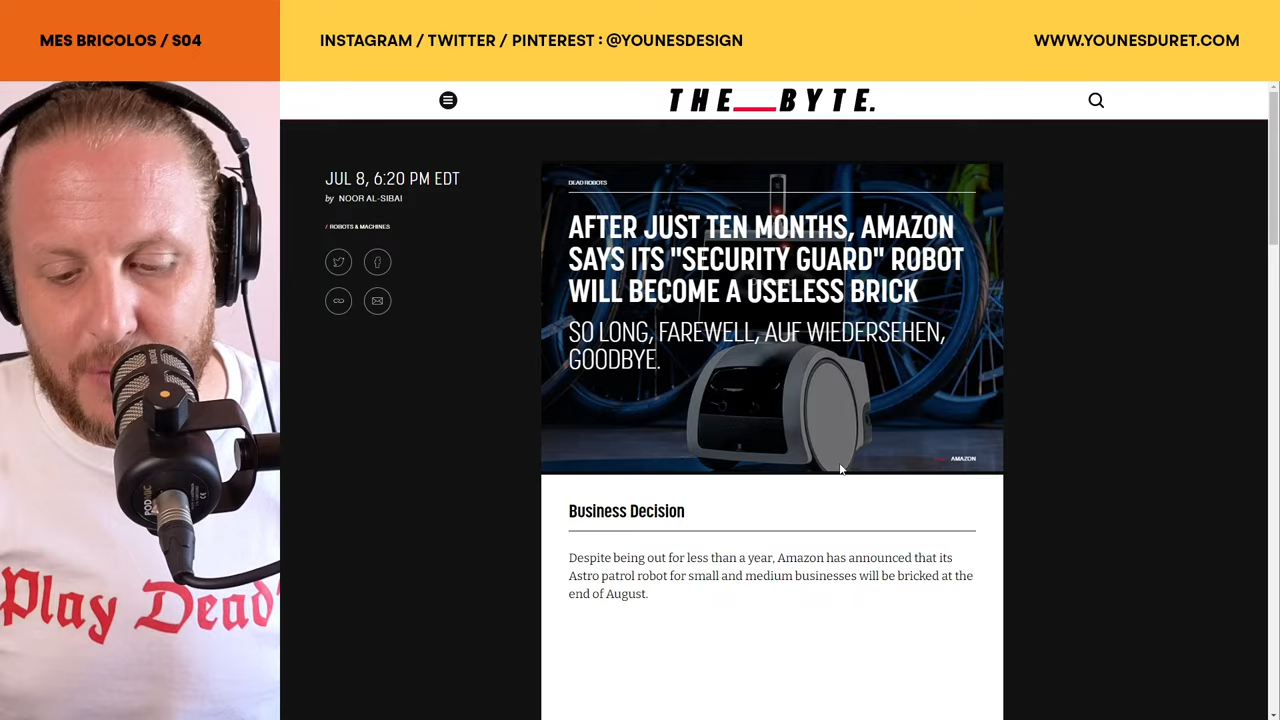 MES BRICOLOS / S04
INSTAGRAM / TWITTER / PINTEREST : @YOUNESDESIGN
WWW.YOUNESDURET.COM
THE__BYTE.
JUL 8, 6:20 PM EDT
by NOOR AL-SIBAI
/ ROBOTS & MACHINES
DEAD ROBOTS
AFTER JUST TEN MONTHS, AMAZON
SAYS ITS "SECURITY GUARD" ROBOT
WILL BECOME A USELESS BRICK
SO LONG, FAREWELL, AUF WIEDERSEHEN,
GOODBYE.
AMAZON
Business Decision
Despite being out for less than a year, Amazon has announced that its
Astro patrol robot for small and medium businesses will be bricked at the
end of August.
RODE
PODMIC
Play Dead